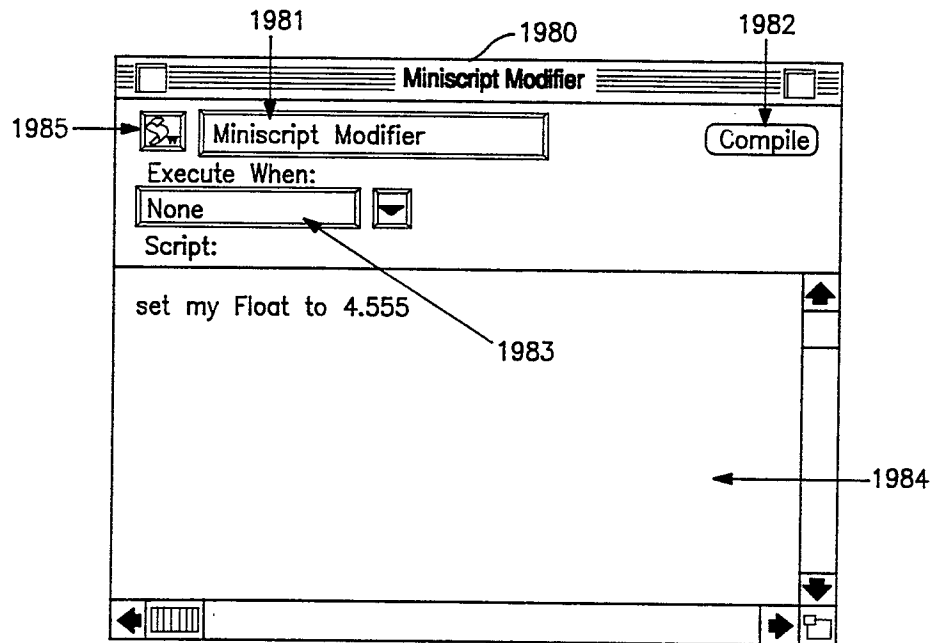 1981
1980
1982
Miniscript Modifier
1985
Miniscript Modifier
Compile
Execute When:
None
Script:
set my Float to 4.555
1983
1984